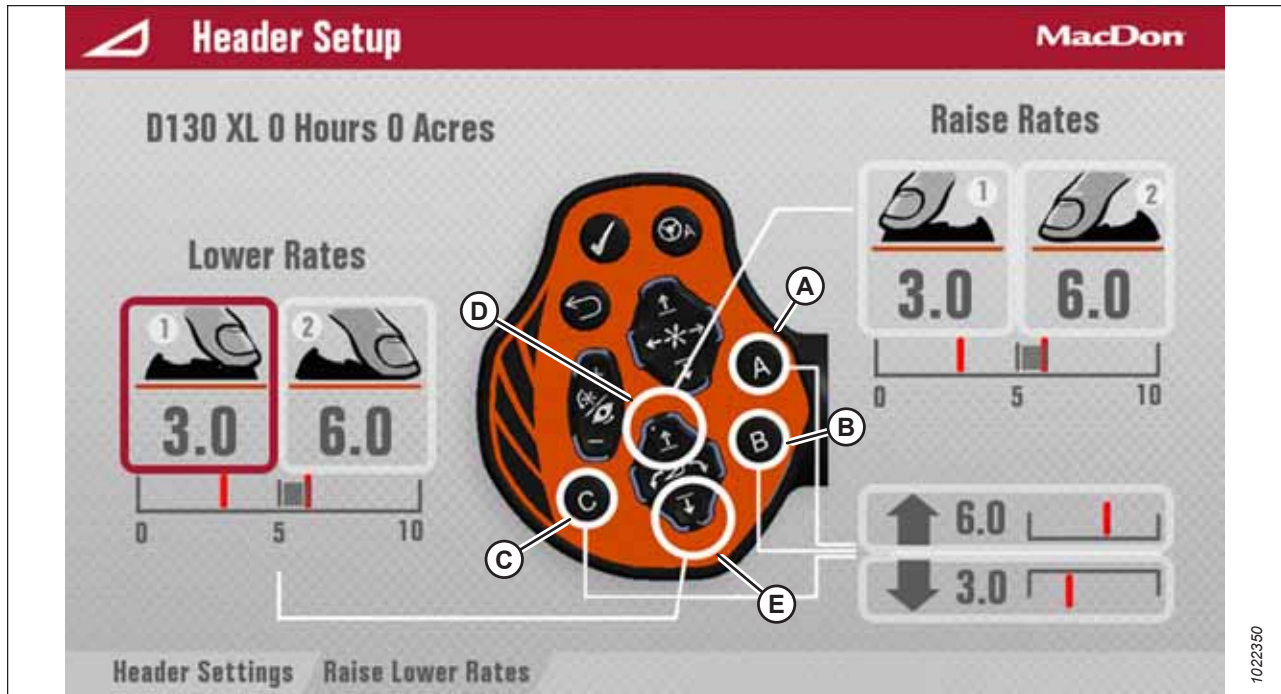 Header Setup
MacDon
D130 XL 0 Hours 0 Acres
Raise Rates
1
2
3.0
6.0
0
5
10
Lower Rates
1
2
3.0
6.0
0
5
10
A
A
A
B
B
C
C
D
E
+
-
6.0
3.0
Header Settings
Raise Lower Rates
1022350